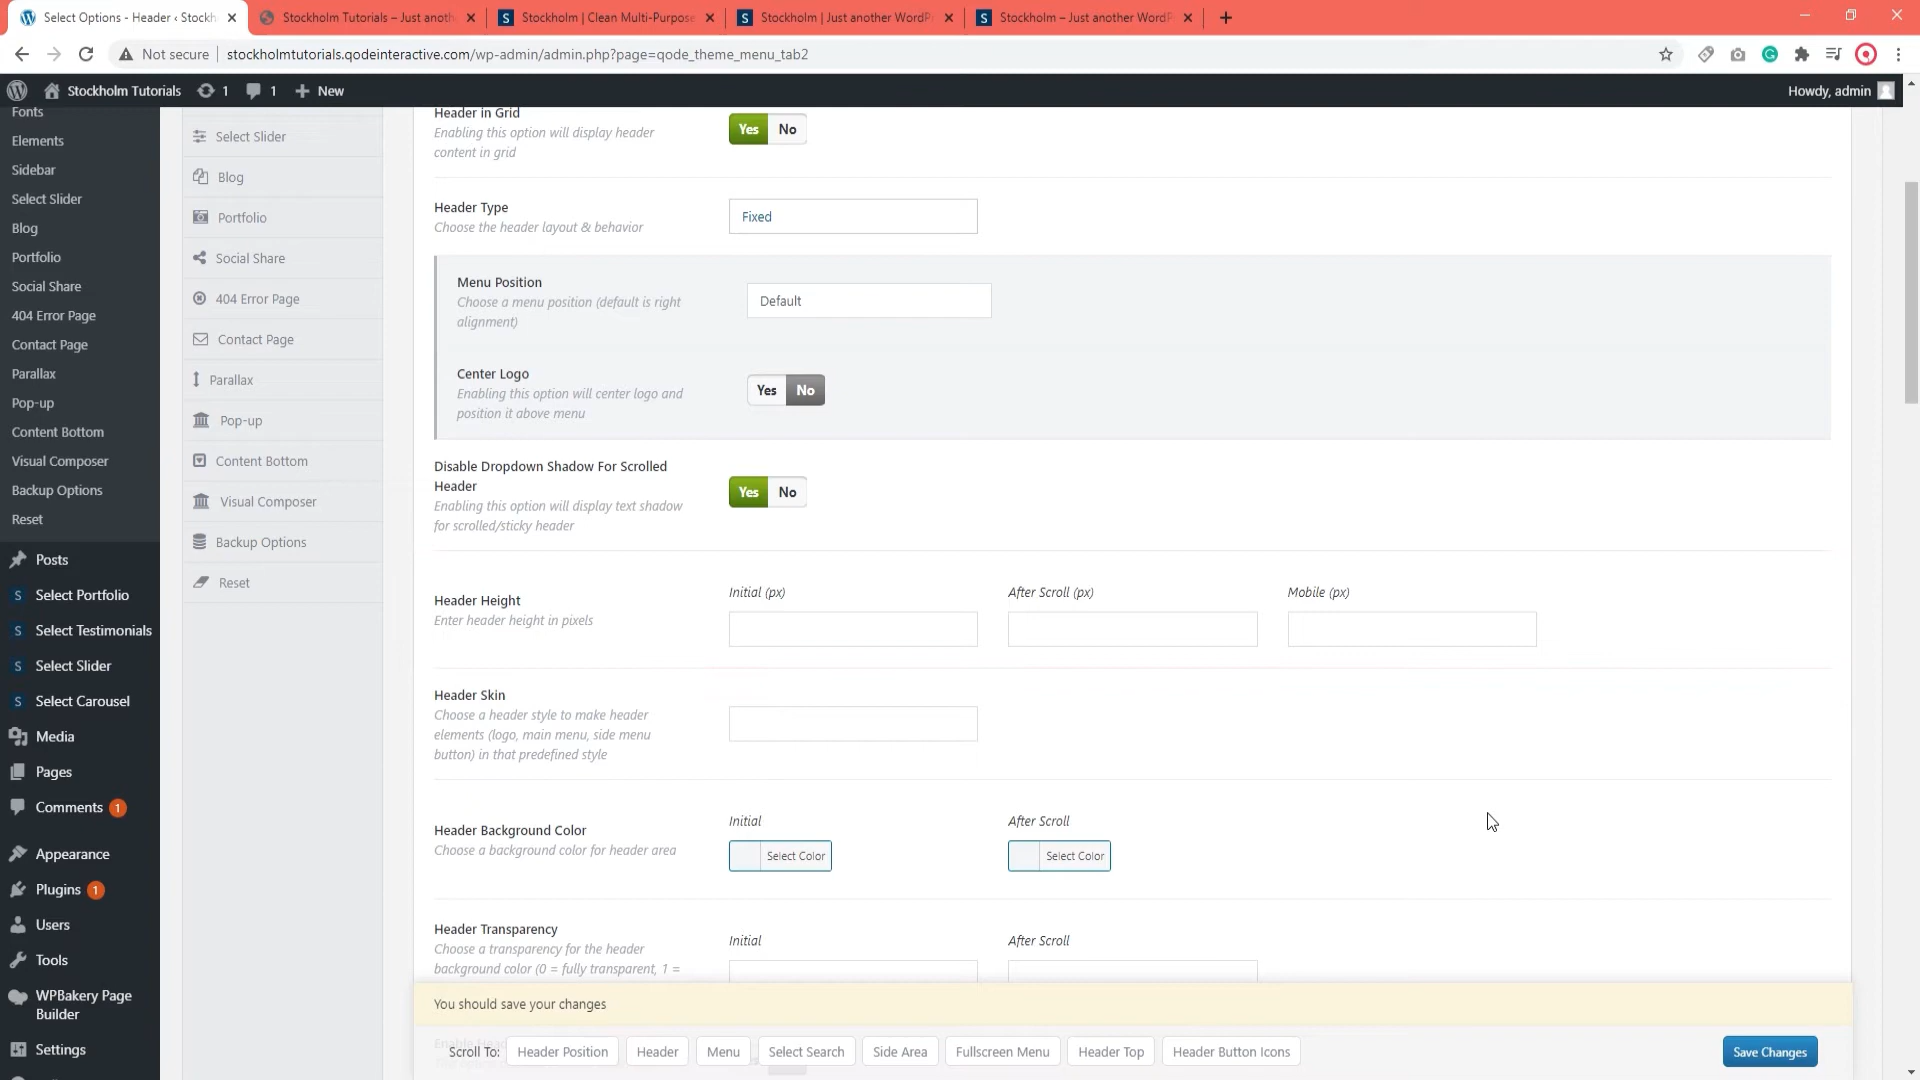 Select Options - Header ‹ Stockh
Stockholm Tutorials – Just anoth
Stockholm | Clean Multi-Purpose
Stockholm | Just another WordPr
Stockholm – Just another WordP
Not secure
stockholmtutorials.qodeinteractive.com/wp-admin/admin.php?page=qode_theme_menu_tab2
Stockholm Tutorials
1
1
New
Howdy, admin
Fonts
Elements
Sidebar
Select Slider
Blog
Portfolio
Social Share
404 Error Page
Contact Page
Parallax
Pop-up
Content Bottom
Visual Composer
Backup Options
Reset
Posts
Select Portfolio
Select Testimonials
Select Slider
Select Carousel
Media
Pages
Comments 1
Appearance
Plugins 1
Users
Tools
WPBakery Page
Builder
Settings
Select Slider
Blog
Portfolio
Social Share
404 Error Page
Contact Page
Parallax
Pop-up
Content Bottom
Visual Composer
Backup Options
Reset
Header in Grid
Enabling this option will display header
content in grid
Yes No
Header Type
Choose the header layout & behavior
Fixed
Menu Position
Choose a menu position (default is right
alignment)
Default
Center Logo
Enabling this option will center logo and
position it above menu
Yes No
Disable Dropdown Shadow For Scrolled
Header
Enabling this option will display text shadow
for scrolled/sticky header
Yes No
Header Height
Enter header height in pixels
Initial (px)
After Scroll (px)
Mobile (px)
Header Skin
Choose a header style to make header
elements (logo, main menu, side menu
button) in that predefined style
Header Background Color
Choose a background color for header area
Initial
Select Color
After Scroll
Select Color
Header Transparency
Choose a transparency for the header
background color (0 = fully transparent, 1 =
Initial
After Scroll
You should save your changes
Scroll To: Header Position Header Menu Select Search Side Area Fullscreen Menu Header Top Header Button Icons
Save Changes